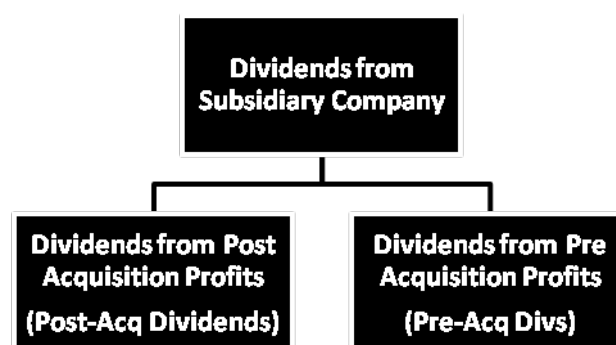 Dividends from
Subsidiary Company
Dividends from Post
Acquisition Profits
(Post-Acq Dividends)
Dividends from Pre
Acquisition Profits
(Pre-Acq Divs)